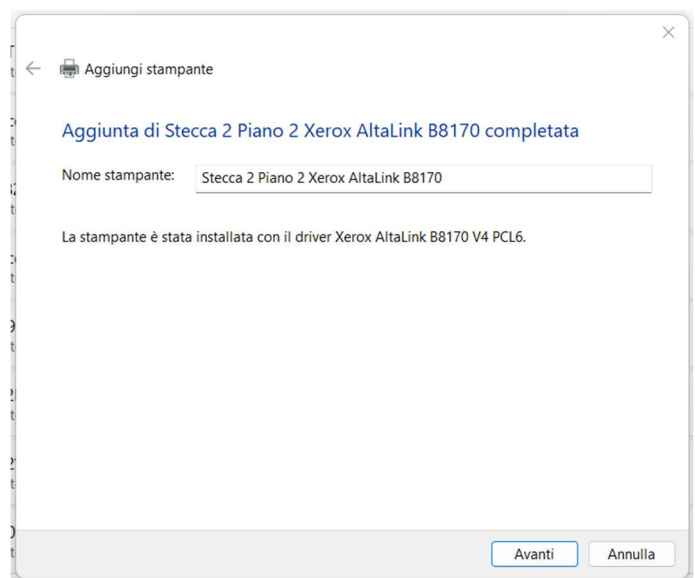 Aggiungi stampante
Aggiunta di Stecca 2 Piano 2 Xerox AltaLink B8170 completata
Nome stampante: Stecca 2 Piano 2 Xerox AltaLink B8170
La stampante è stata installata con il driver Xerox AltaLink B8170 V4 PCL6.
Avanti Annulla